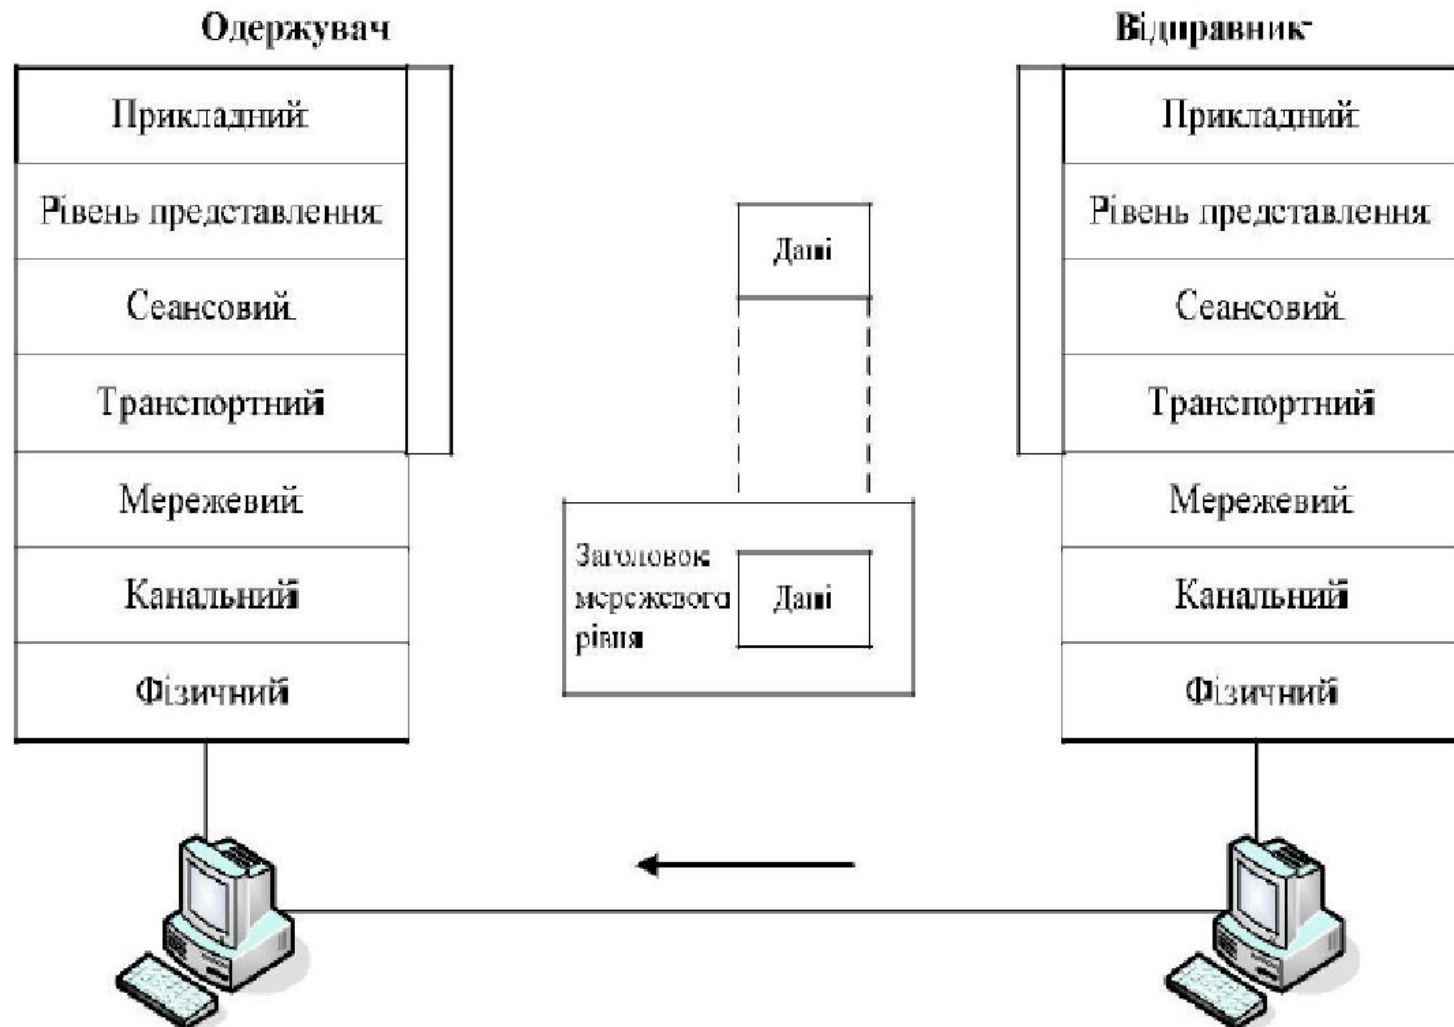 Одержувач
Відправник
Прикладний
Рівень представлення
Сеансовий
Транспортний
Мережевий
Канальний
Фізичний
Дані
Заголовок
мережевого
рівня
Дані
Прикладний
Рівень представлення
Сеансовий
Транспортний
Мережевий
Канальний
Фізичний